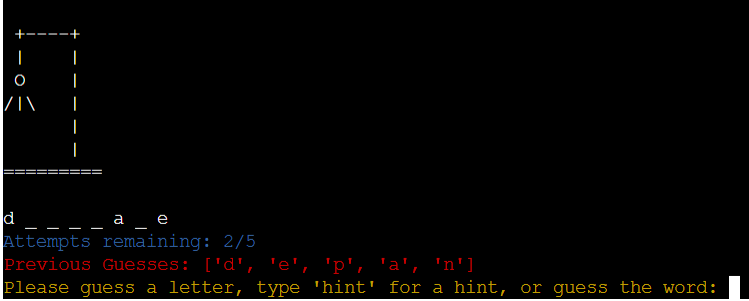 +----+
|    |
O    |
/|\   |
     |
     |
=========
d _ _ _ _ a _ e
Attempts remaining: 2/5
Previous Guesses: ['d', 'e', 'p', 'a', 'n']
Please guess a letter, type 'hint' for a hint, or guess the word: